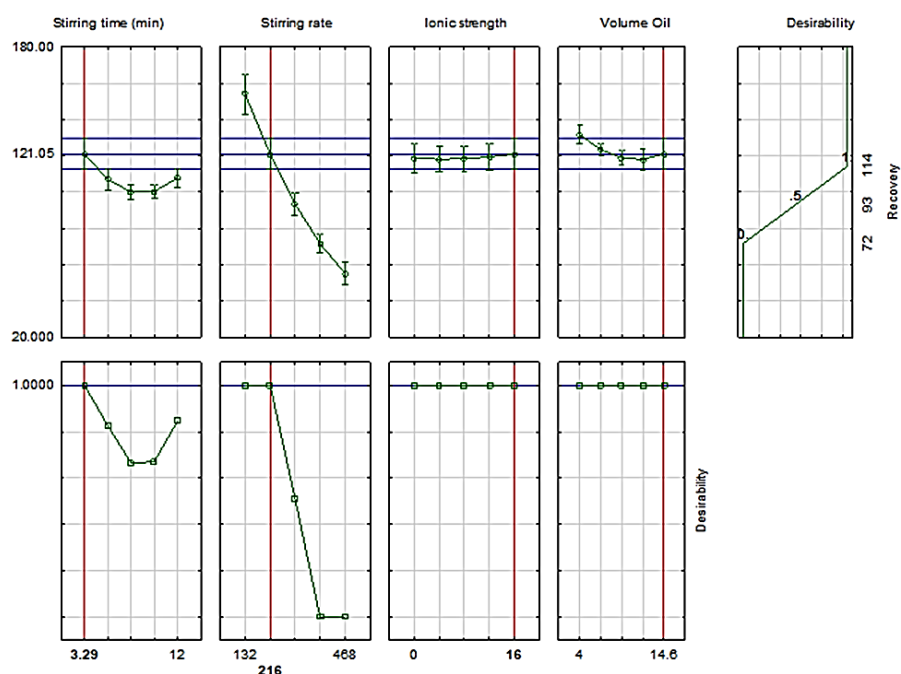 Stirring time (min) Stirring rate Ionic strength Volume Oil Desirability
180.00
121.05
20.000
1
.5
0.
114
93
72
Recovery
1.0000
Desirability
3.29 12 132 468 0 16 4 14.6
216